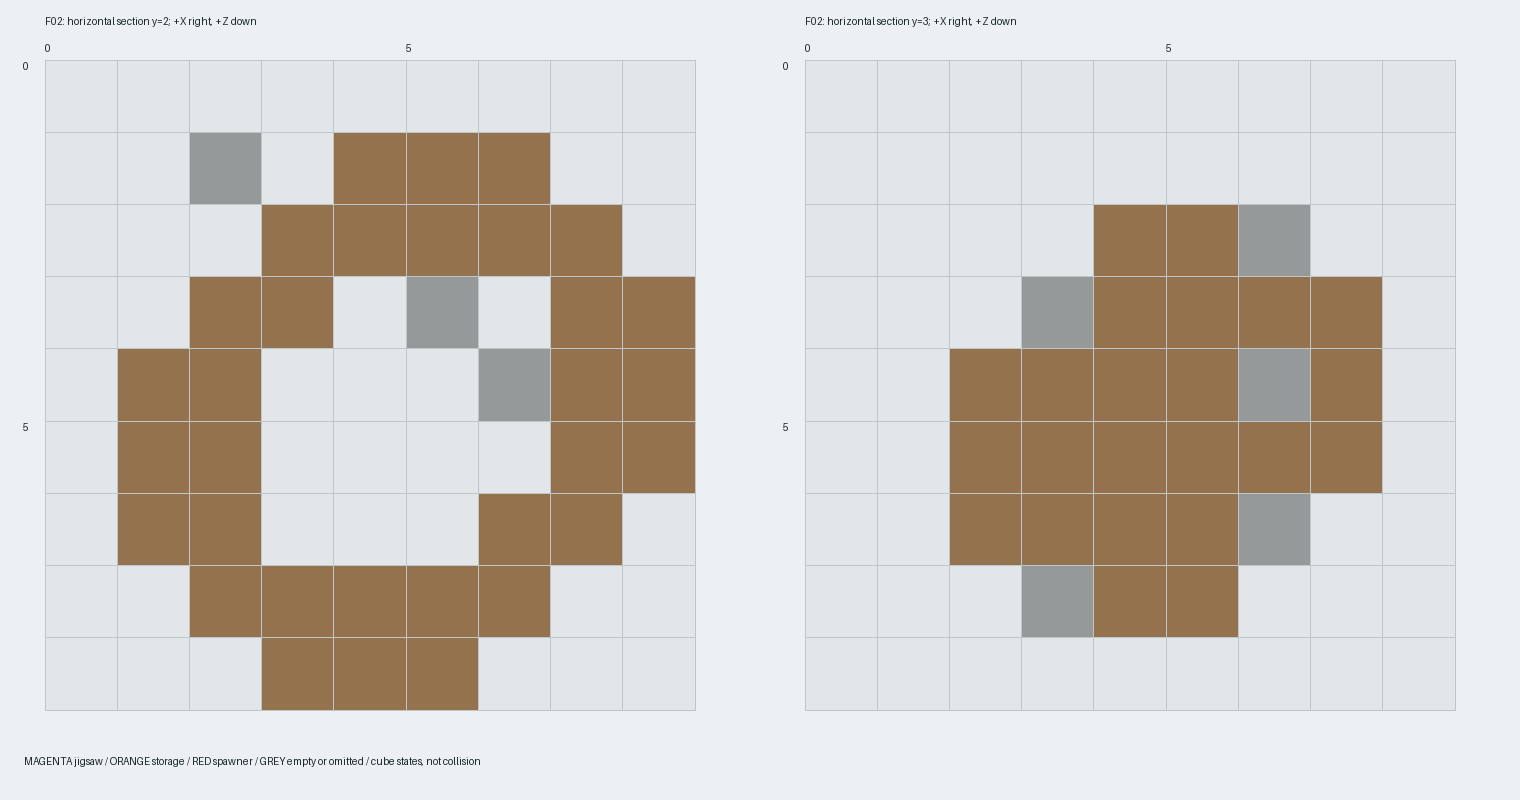 F02: horizontal section y=2; +X right, +Z down
0 5
0
5
F02: horizontal section y=3; +X right, +Z down
0 5
0
5
MAGENTA jigsaw / ORANGE storage / RED spawner / GREY empty or omitted / cube states, not collision